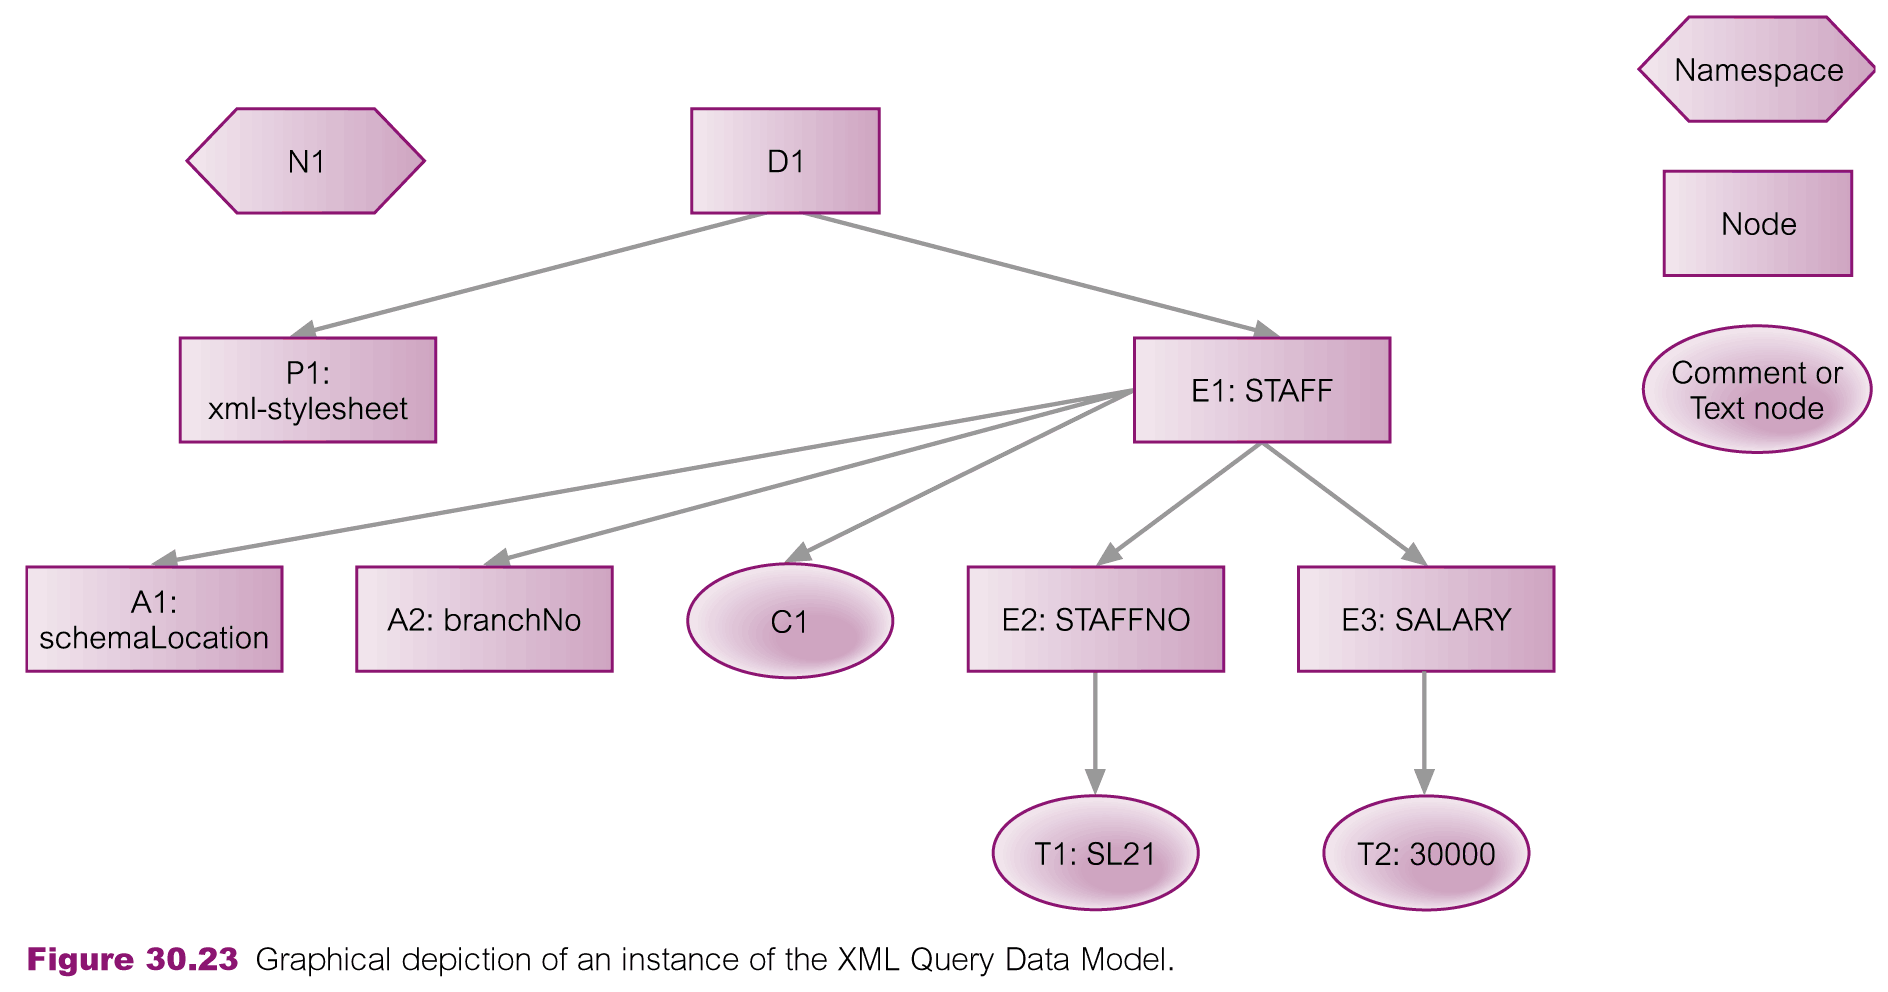 Namespace
N1
D1
Node
P1:
xml-stylesheet
E1: STAFF
Comment or
Text node
A1:
schemaLocation
A2: branchNo
C1
E2: STAFFNO
E3: SALARY
T1: SL21
T2: 30000
Figure 30.23 Graphical depiction of an instance of the XML Query Data Model.